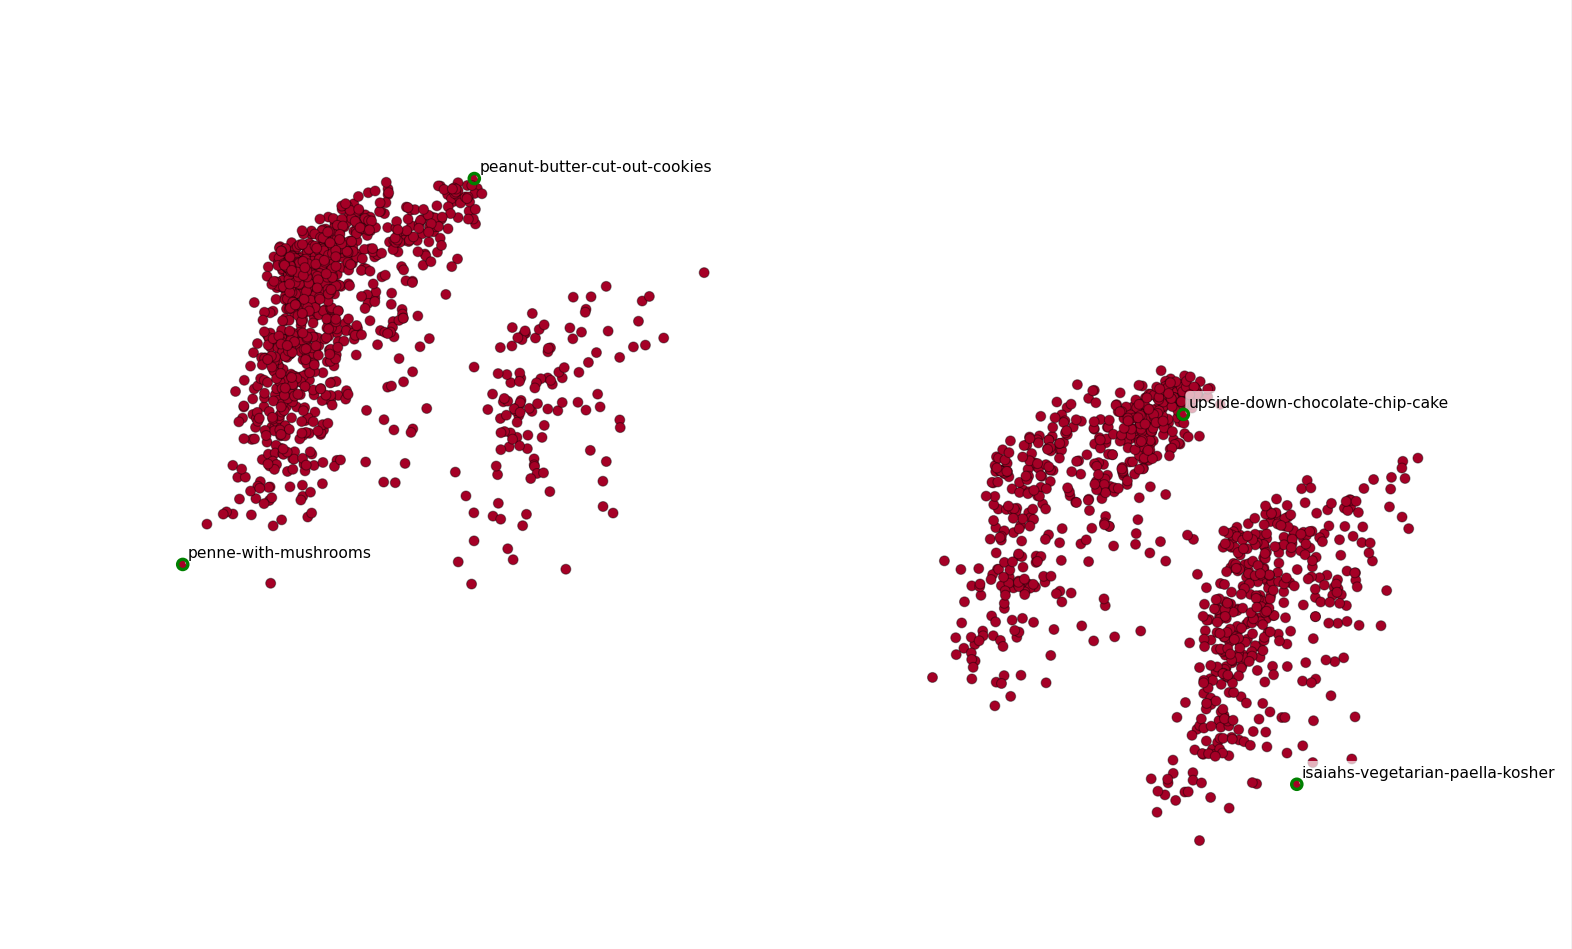 peanut-butter-cut-out-cookies
upside-down-chocolate-chip-cake
penne-with-mushrooms
isaiahs-vegetarian-paella-kosher